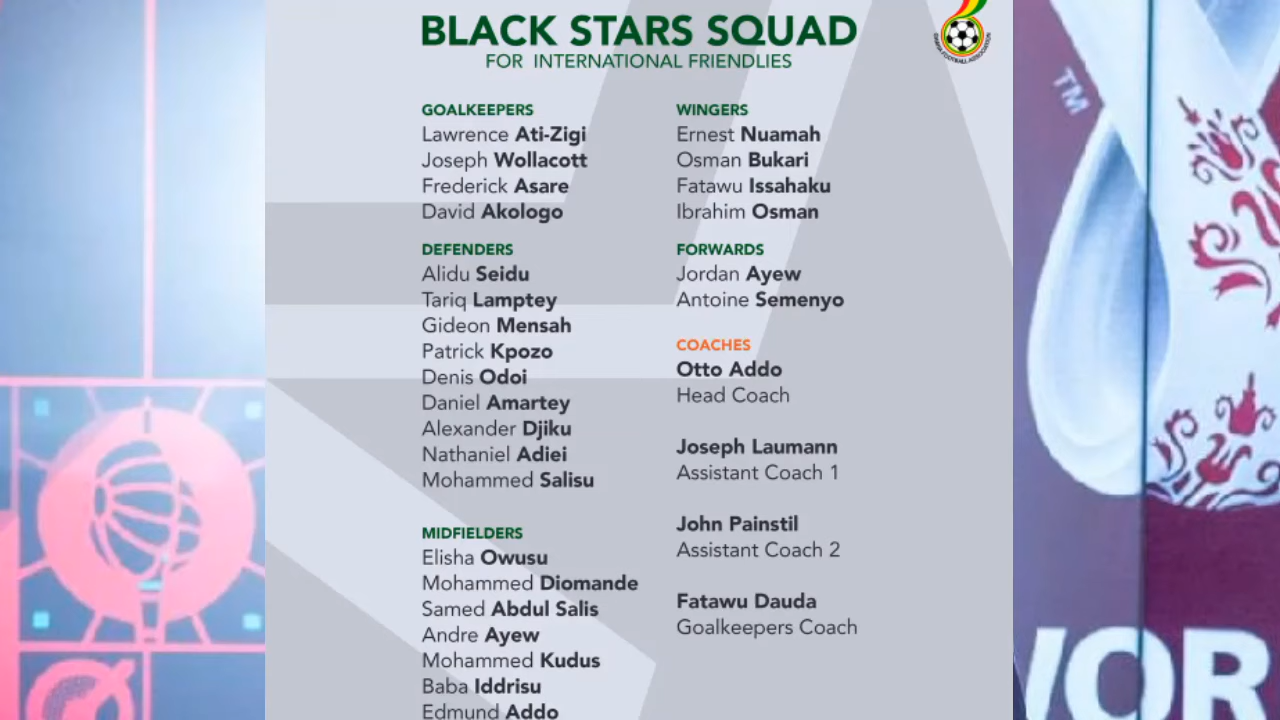 BLACK STARS SQUAD
FOR INTERNATIONAL FRIENDLIES
GHANA FOOTBALL ASSOCIATION
GOALKEEPERS
Lawrence Ati-Zigi
Joseph Wollacott
Frederick Asare
David Akologo
DEFENDERS
Alidu Seidu
Tariq Lamptey
Gideon Mensah
Patrick Kpozo
Denis Odoi
Daniel Amartey
Alexander Djiku
Nathaniel Adiei
Mohammed Salisu
MIDFIELDERS
Elisha Owusu
Mohammed Diomande
Samed Abdul Salis
Andre Ayew
Mohammed Kudus
Baba Iddrisu
Edmund Addo
WINGERS
Ernest Nuamah
Osman Bukari
Fatawu Issahaku
Ibrahim Osman
FORWARDS
Jordan Ayew
Antoine Semenyo
COACHES
Otto Addo
Head Coach
Joseph Laumann
Assistant Coach 1
John Painstil
Assistant Coach 2
Fatawu Dauda
Goalkeepers Coach
TM
WOR